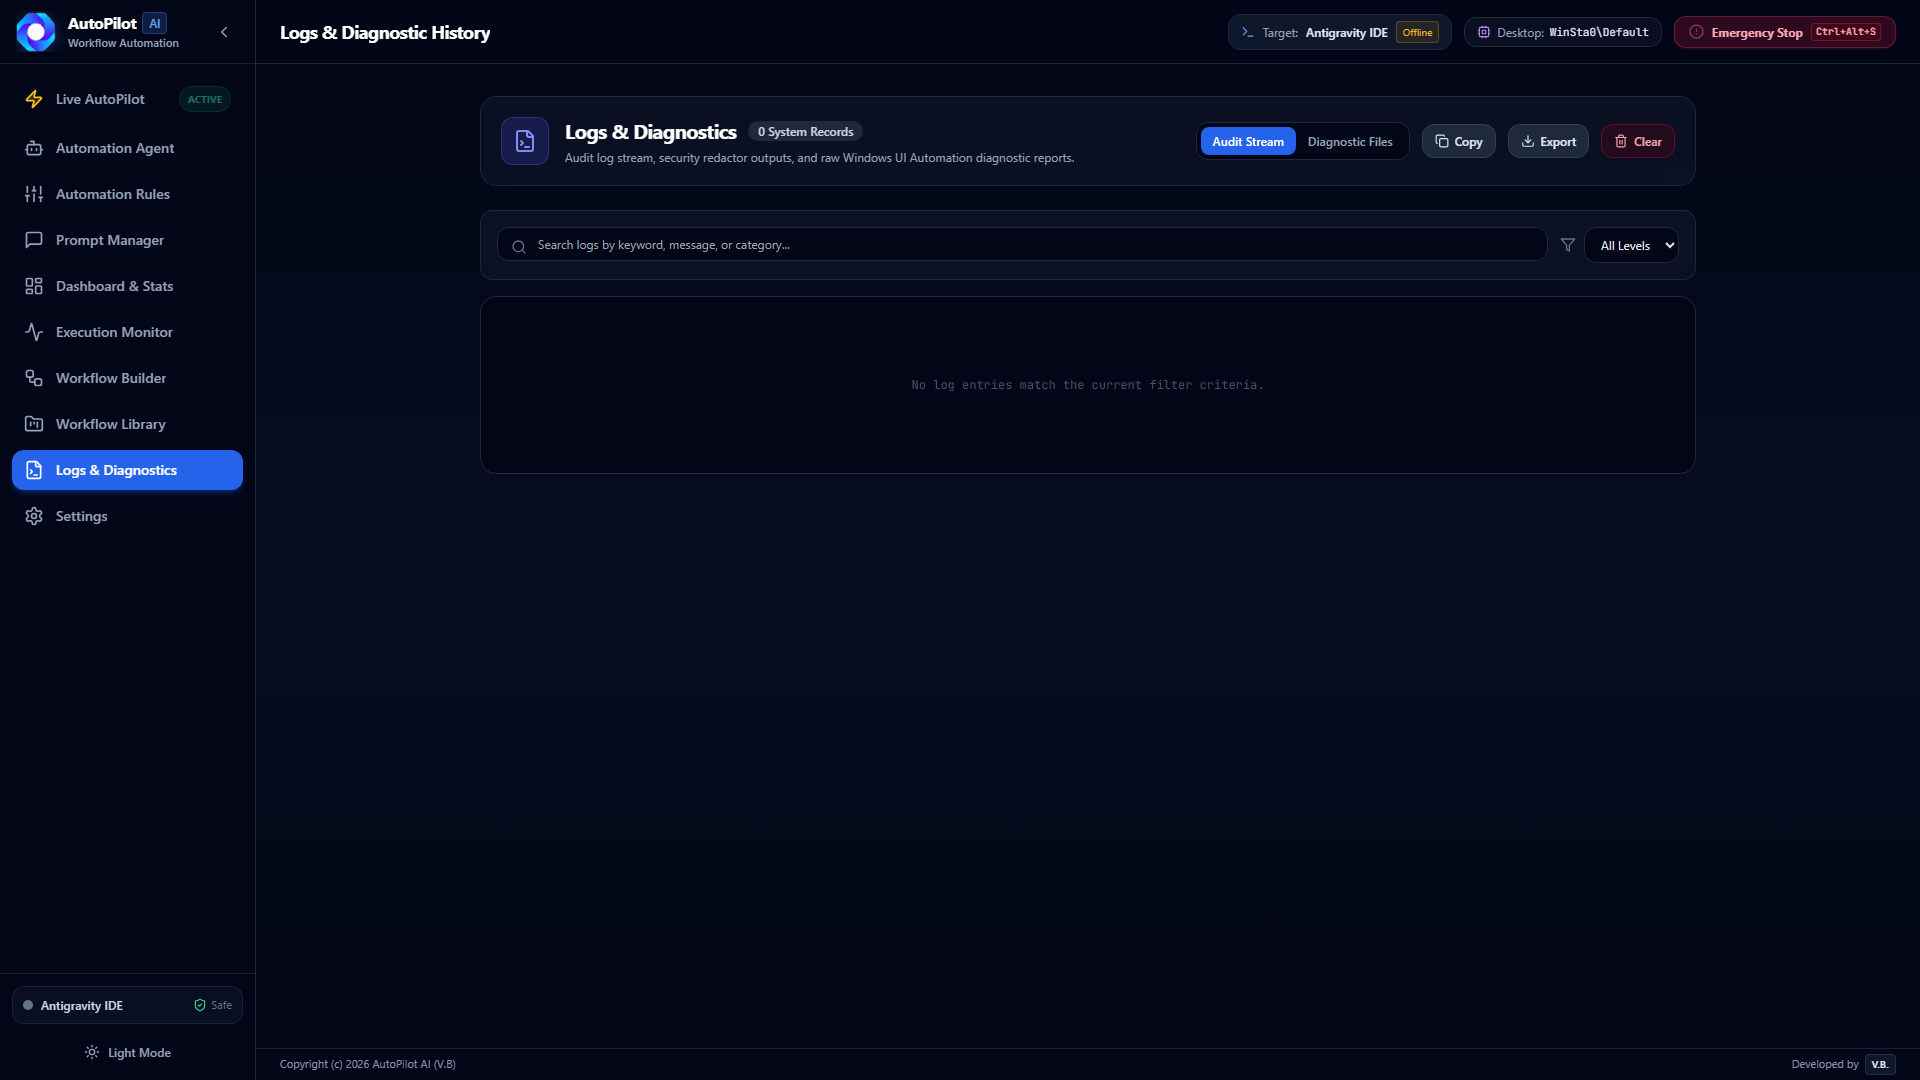 AutoPilot AI
Workflow Automation
Logs & Diagnostic History
Target: Antigravity IDE Offline
Desktop: WinSta0\Default
Emergency Stop Ctrl+Alt+S
Live AutoPilot ACTIVE
Automation Agent
Automation Rules
Prompt Manager
Dashboard & Stats
Execution Monitor
Workflow Builder
Workflow Library
Logs & Diagnostics
Settings
Logs & Diagnostics 0 System Records
Audit log stream, security redactor outputs, and raw Windows UI Automation diagnostic reports.
Audit Stream Diagnostic Files Copy Export Clear
Search logs by keyword, message, or category...
All Levels
No log entries match the current filter criteria.
Antigravity IDE Safe
Light Mode
Copyright (c) 2026 AutoPilot AI (V.B)
Developed by V.B.